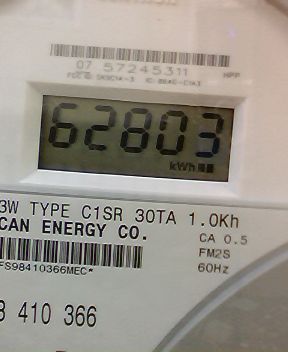 07 57245311
HPP
62803
kWh
3W TYPE C1SR 30TA 1.0Kh
CAN ENERGY CO.
CA 0.5
FM2S
FS98410366MEC*
60Hz
410 366